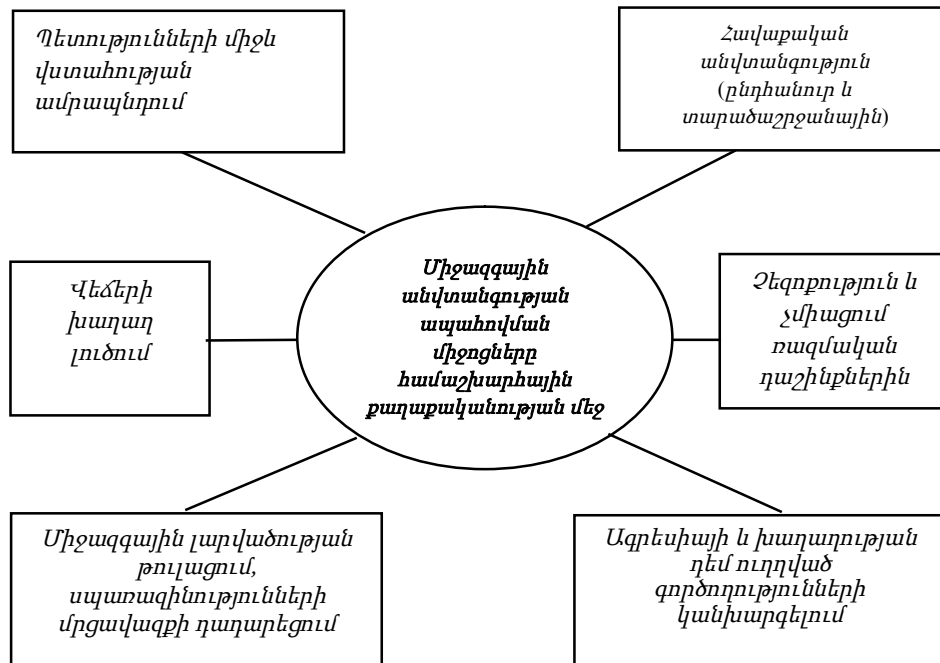 Պետությունների միջև
վստահության
ամրապնդում
Հավաքական
անվտանգություն
(ընդհանուր և
տարածաշրջանային)
Վեճերի
խաղաղ
լուծում
Միջազգային
անվտանգության
ապահովման
միջոցները
համաշխարհային
քաղաքականության մեջ
Չեզոքություն և
չմիացում
ռազմական
դաշինքներին
Միջազգային լարվածության
թուլացում,
սպառազինությունների
մրցավազքի դադարեցում
Ագրեսիայի և խաղաղության
դեմ ուղղված
գործողությունների
կանխարգելում